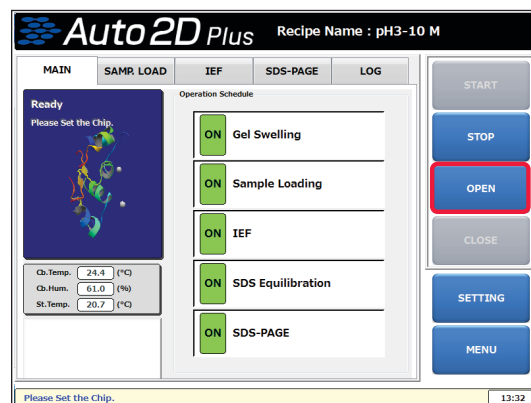 Auto2D Plus Recipe Name : pH3-10 M
MAIN SAMP. LOAD IEF SDS-PAGE LOG
Ready
Please Set the Chip.
Cb.Temp. 24.4 (°C)
Cb.Hum. 61.0 (%)
St.Temp. 20.7 (°C)
Operation Schedule
ON Gel Swelling
ON Sample Loading
ON IEF
ON SDS Equilibration
ON SDS-PAGE
START
STOP
OPEN
CLOSE
SETTING
MENU
Please Set the Chip. 13:32